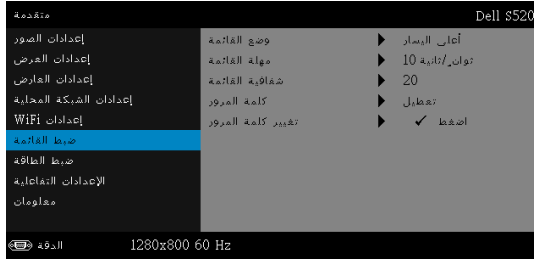 متقدمة
Dell S520
إعدادات الصور
إعدادات العرض
إعدادات العارض
إعدادات الشبكة المحلية
إعدادات WiFi
ضبط القائمة
ضبط الطاقة
الإعدادات التفاعلية
معلومات
وضع القائمة أعلى اليسار
مهلة القائمة 10 ثوان/ثانية
شفافية القائمة 20
كلمة المرور تعطيل
تغيير كلمة المرور ✓ اضغط
الدقة 1280x800 60 Hz